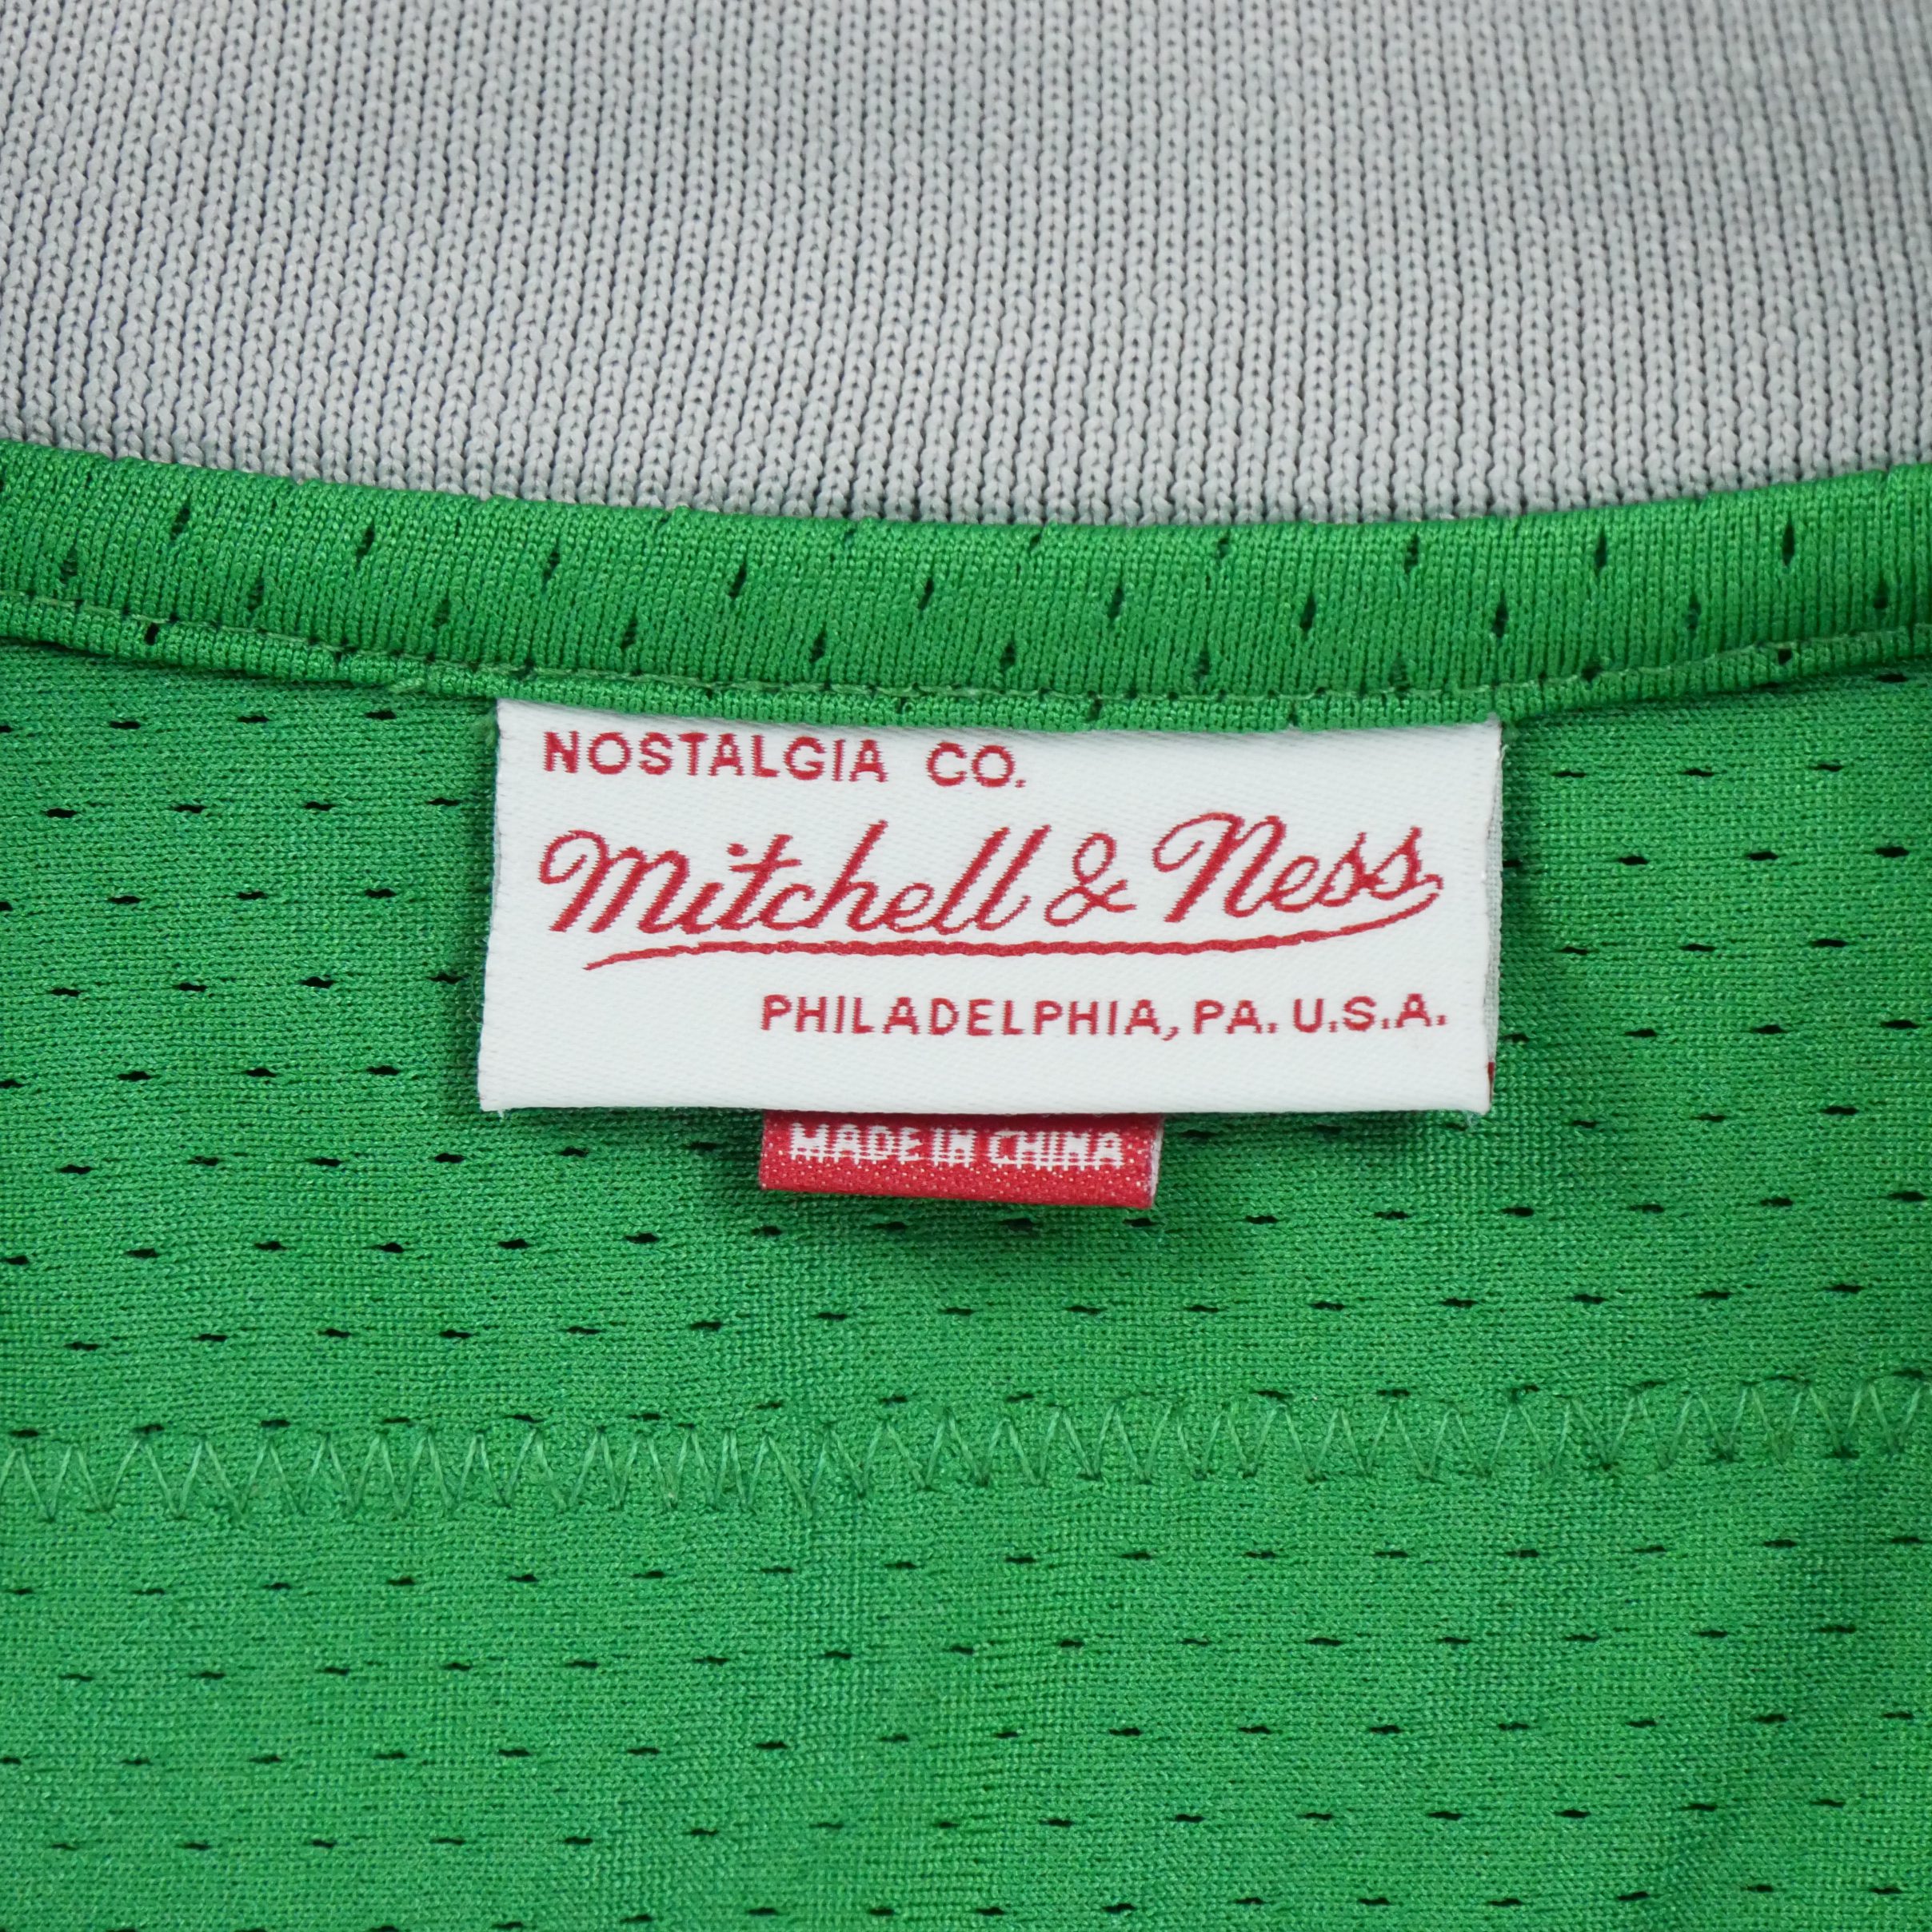 NOSTALGIA CO.
Mitchell & Ness
PHILADELPHIA, PA. U.S.A.
MADE IN CHINA